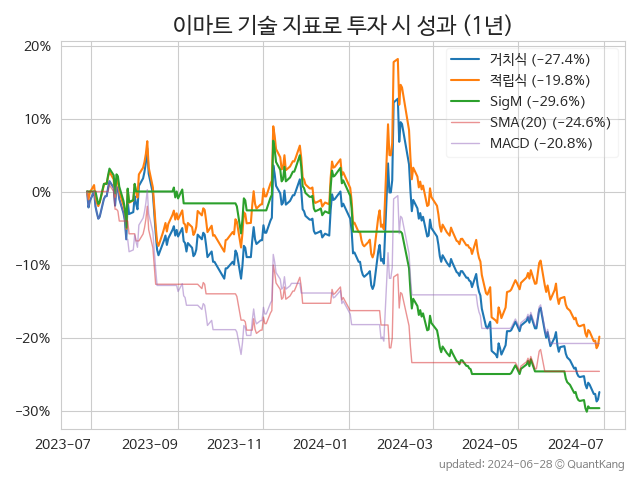 이마트 기술 지표로 투자 시 성과 (1년)
거치식 (−27.4%)
적립식 (−19.8%)
SigM (−29.6%)
SMA(20) (−24.6%)
MACD (−20.8%)
20%
10%
0%
−10%
−20%
−30%
2023-07
2023-09
2023-11
2024-01
2024-03
2024-05
2024-07
updated: 2024-06-28 © QuantKang